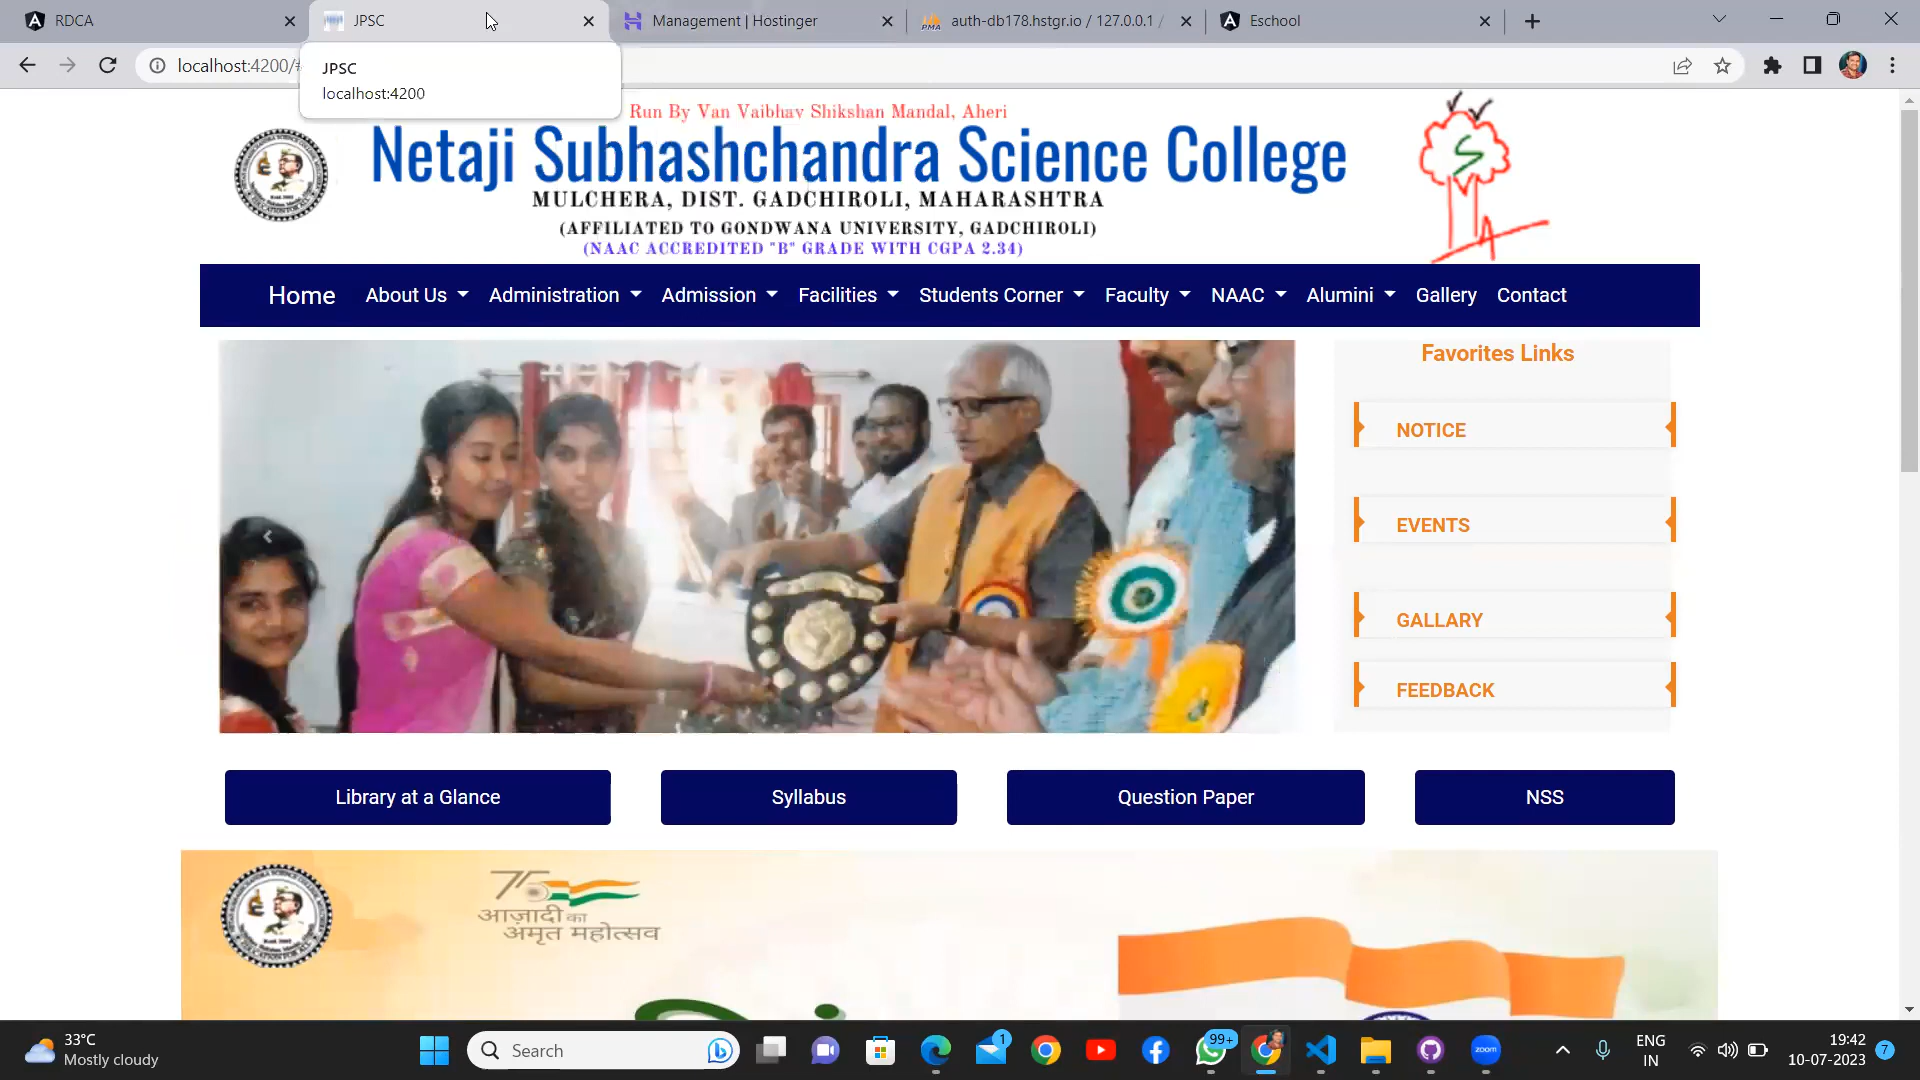 RDCA
JPSC
Management | Hostinger
auth-db178.hstgr.io / 127.0.0.1 /
Eschool
localhost:4200/#
JPSC
localhost:4200
Run By Van Vaibhav Shikshan Mandal, Aheri
Netaji Subhashchandra Science College
MULCHERA, DIST. GADCHIROLI, MAHARASHTRA
(AFFILIATED TO GONDWANA UNIVERSITY, GADCHIROLI)
(NAAC ACCREDITED "B" GRADE WITH CGPA 2.34)
S
A
Home About Us Administration Admission Facilities Students Corner Faculty NAAC Alumini Gallery Contact
Favorites Links
NOTICE
EVENTS
GALLARY
FEEDBACK
Library at a Glance
Syllabus
Question Paper
NSS
75
आज़ादी का
अमृत महोत्सव
33°C
Mostly cloudy
Search
1
99+
zoom
ENG
IN
19:42
10-07-2023
7